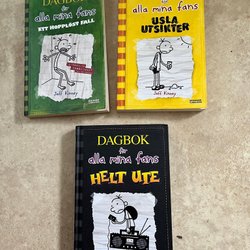 DAGBOK
för
alla mina fans
ETT HOPPLÖST FALL
Jeff Kinney
alla mina fans
USLA
UTSIKTER
Jeff Kinney
DAGBOK
för
alla mina fans
HELT UTE